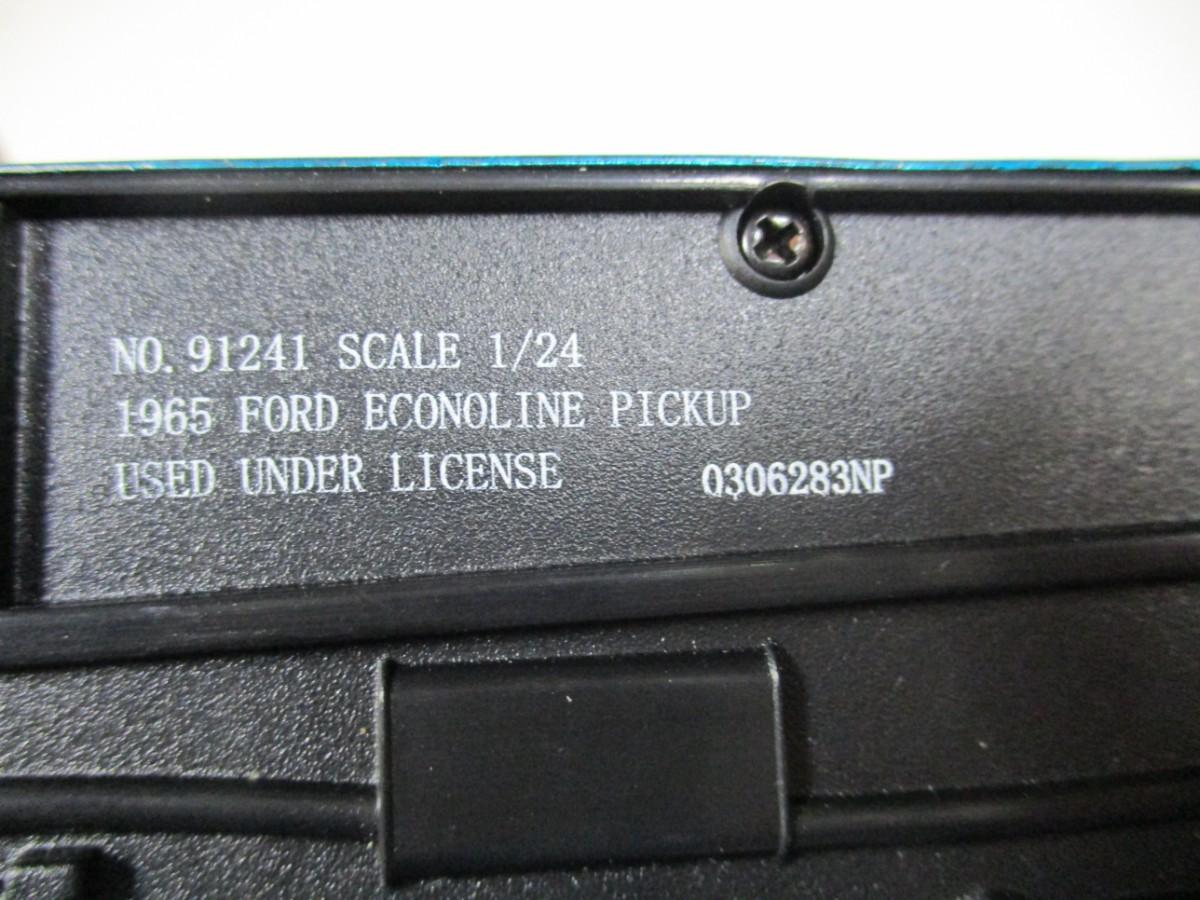 NO. 91241 SCALE 1/24
1965 FORD ECONOLINE PICKUP
USED UNDER LICENSE 0306283NP